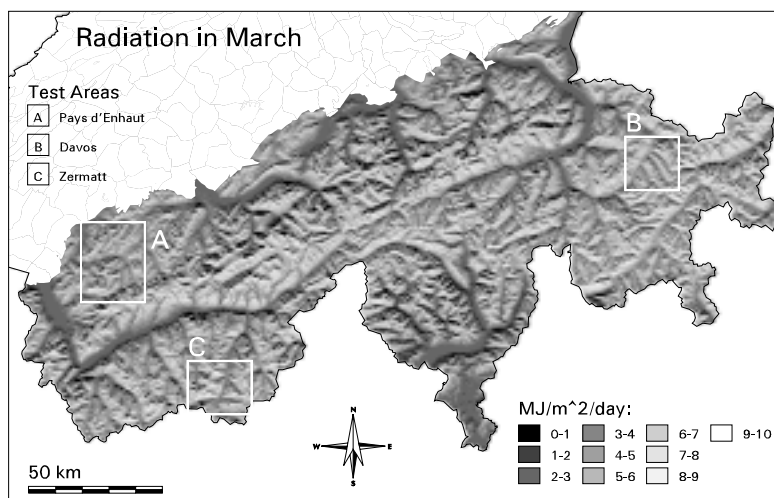 Radiation in March
Test Areas
A Pays d'Enhaut
B Davos
C Zermatt
A
B
C
N
W E
S
50 km
MJ/m^2/day:
0-1 3-4 6-7 9-10
1-2 4-5 7-8
2-3 5-6 8-9